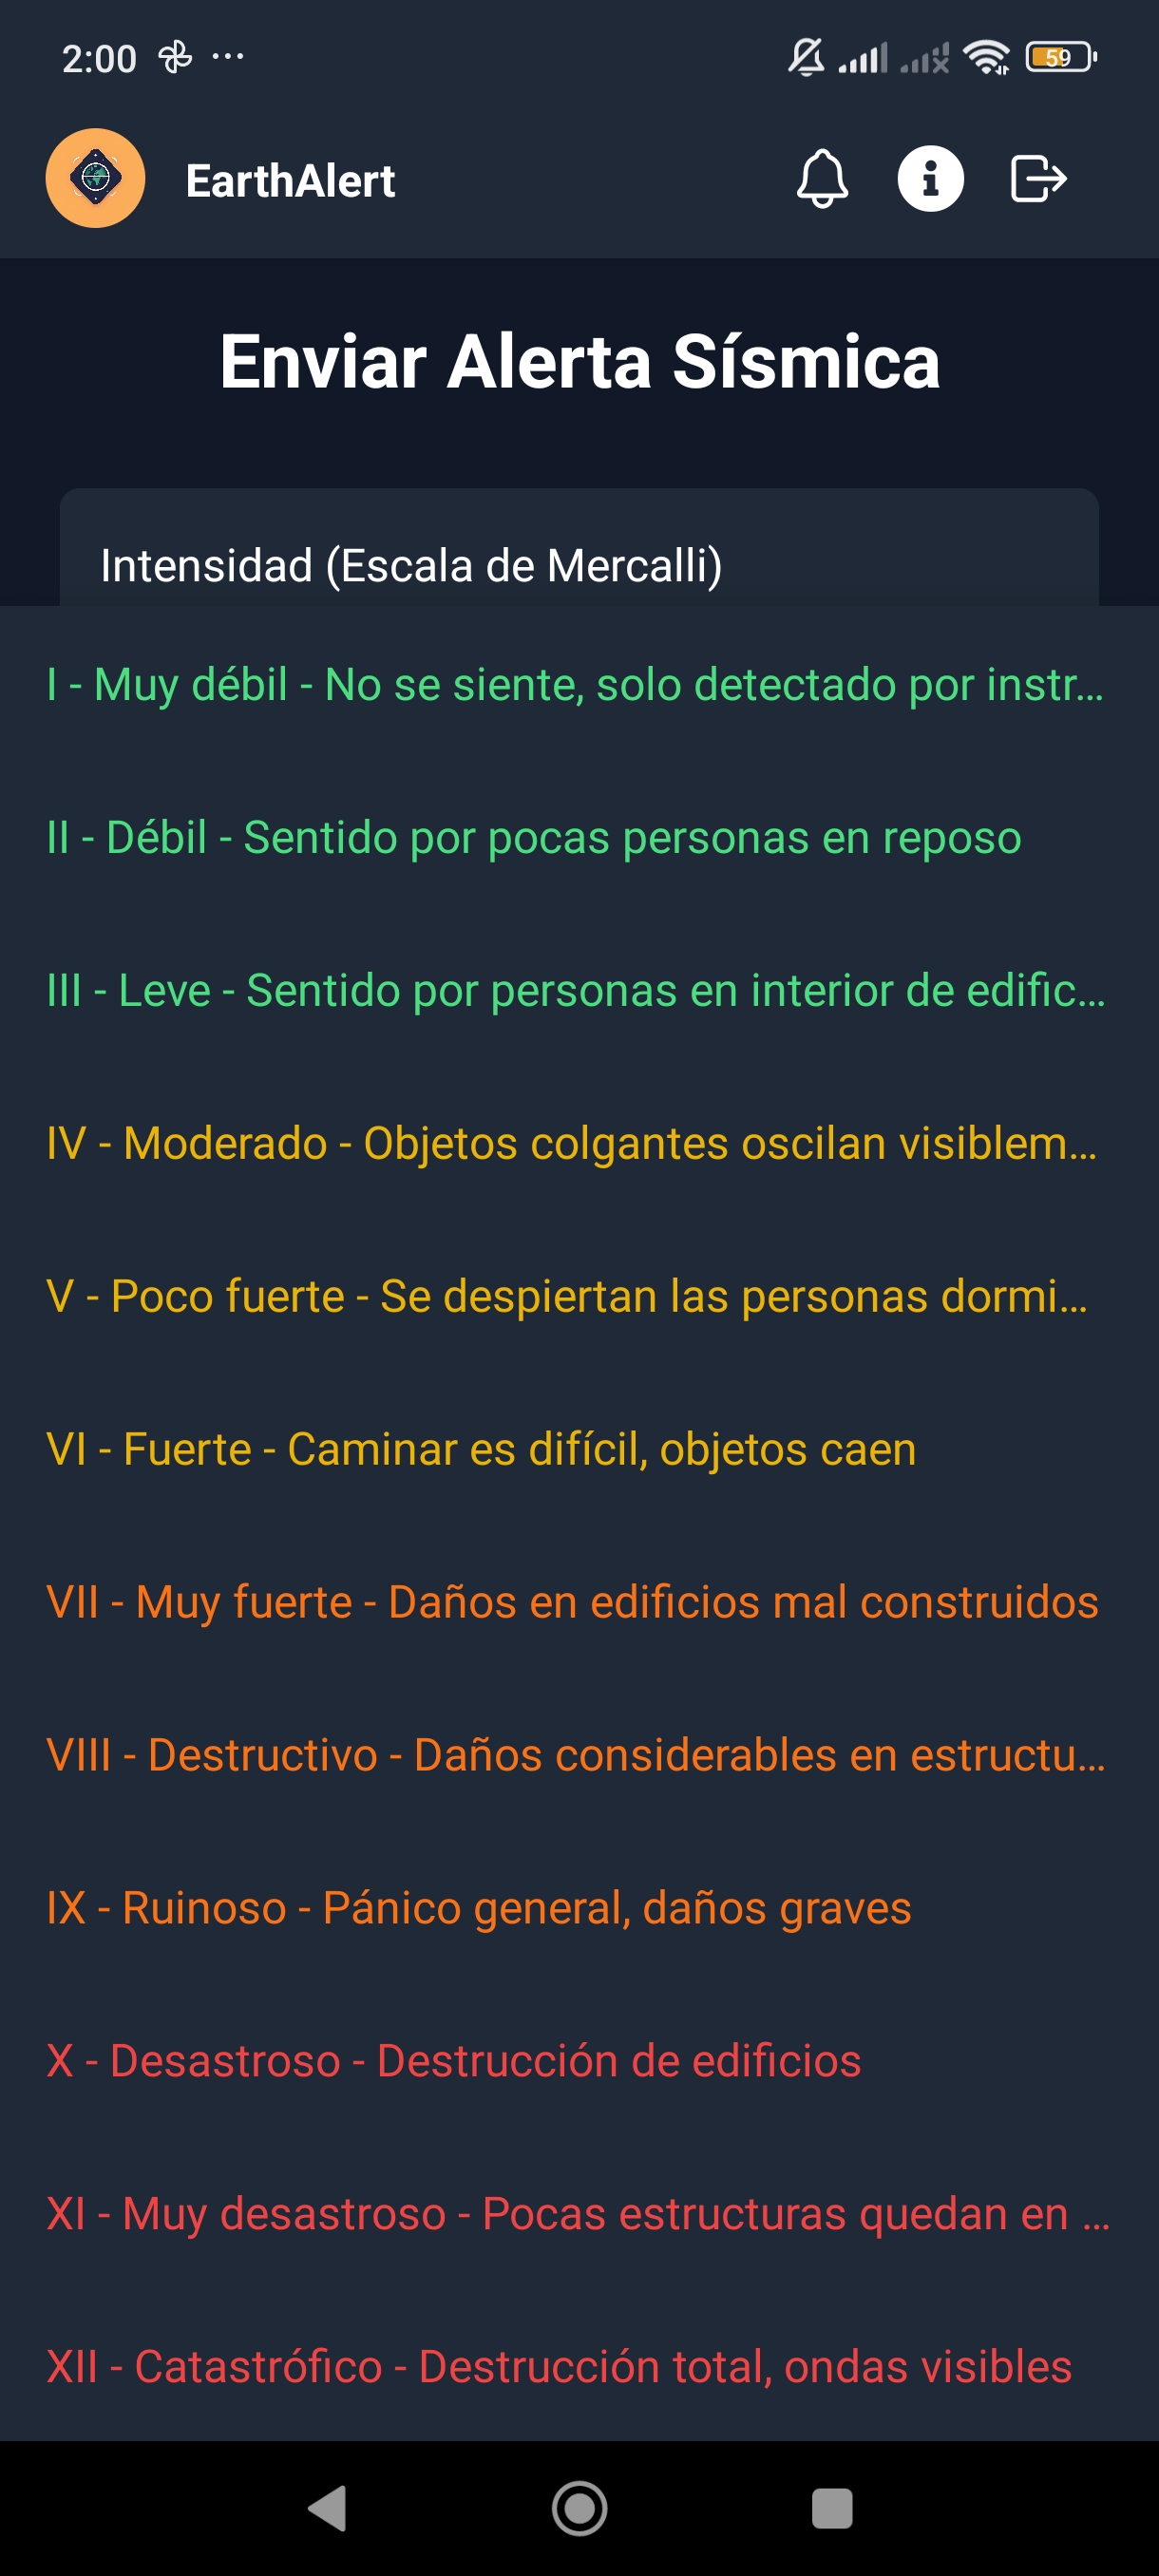 2:00 ...
59
EarthAlert
Enviar Alerta Sísmica
Intensidad (Escala de Mercalli)
I - Muy débil - No se siente, solo detectado por instr...
II - Débil - Sentido por pocas personas en reposo
III - Leve - Sentido por personas en interior de edific...
IV - Moderado - Objetos colgantes oscilan visiblem...
V - Poco fuerte - Se despiertan las personas dormi...
VI - Fuerte - Caminar es difícil, objetos caen
VII - Muy fuerte - Daños en edificios mal construidos
VIII - Destructivo - Daños considerables en estructu...
IX - Ruinoso - Pánico general, daños graves
X - Desastroso - Destrucción de edificios
XI - Muy desastroso - Pocas estructuras quedan en ...
XII - Catastrófico - Destrucción total, ondas visibles